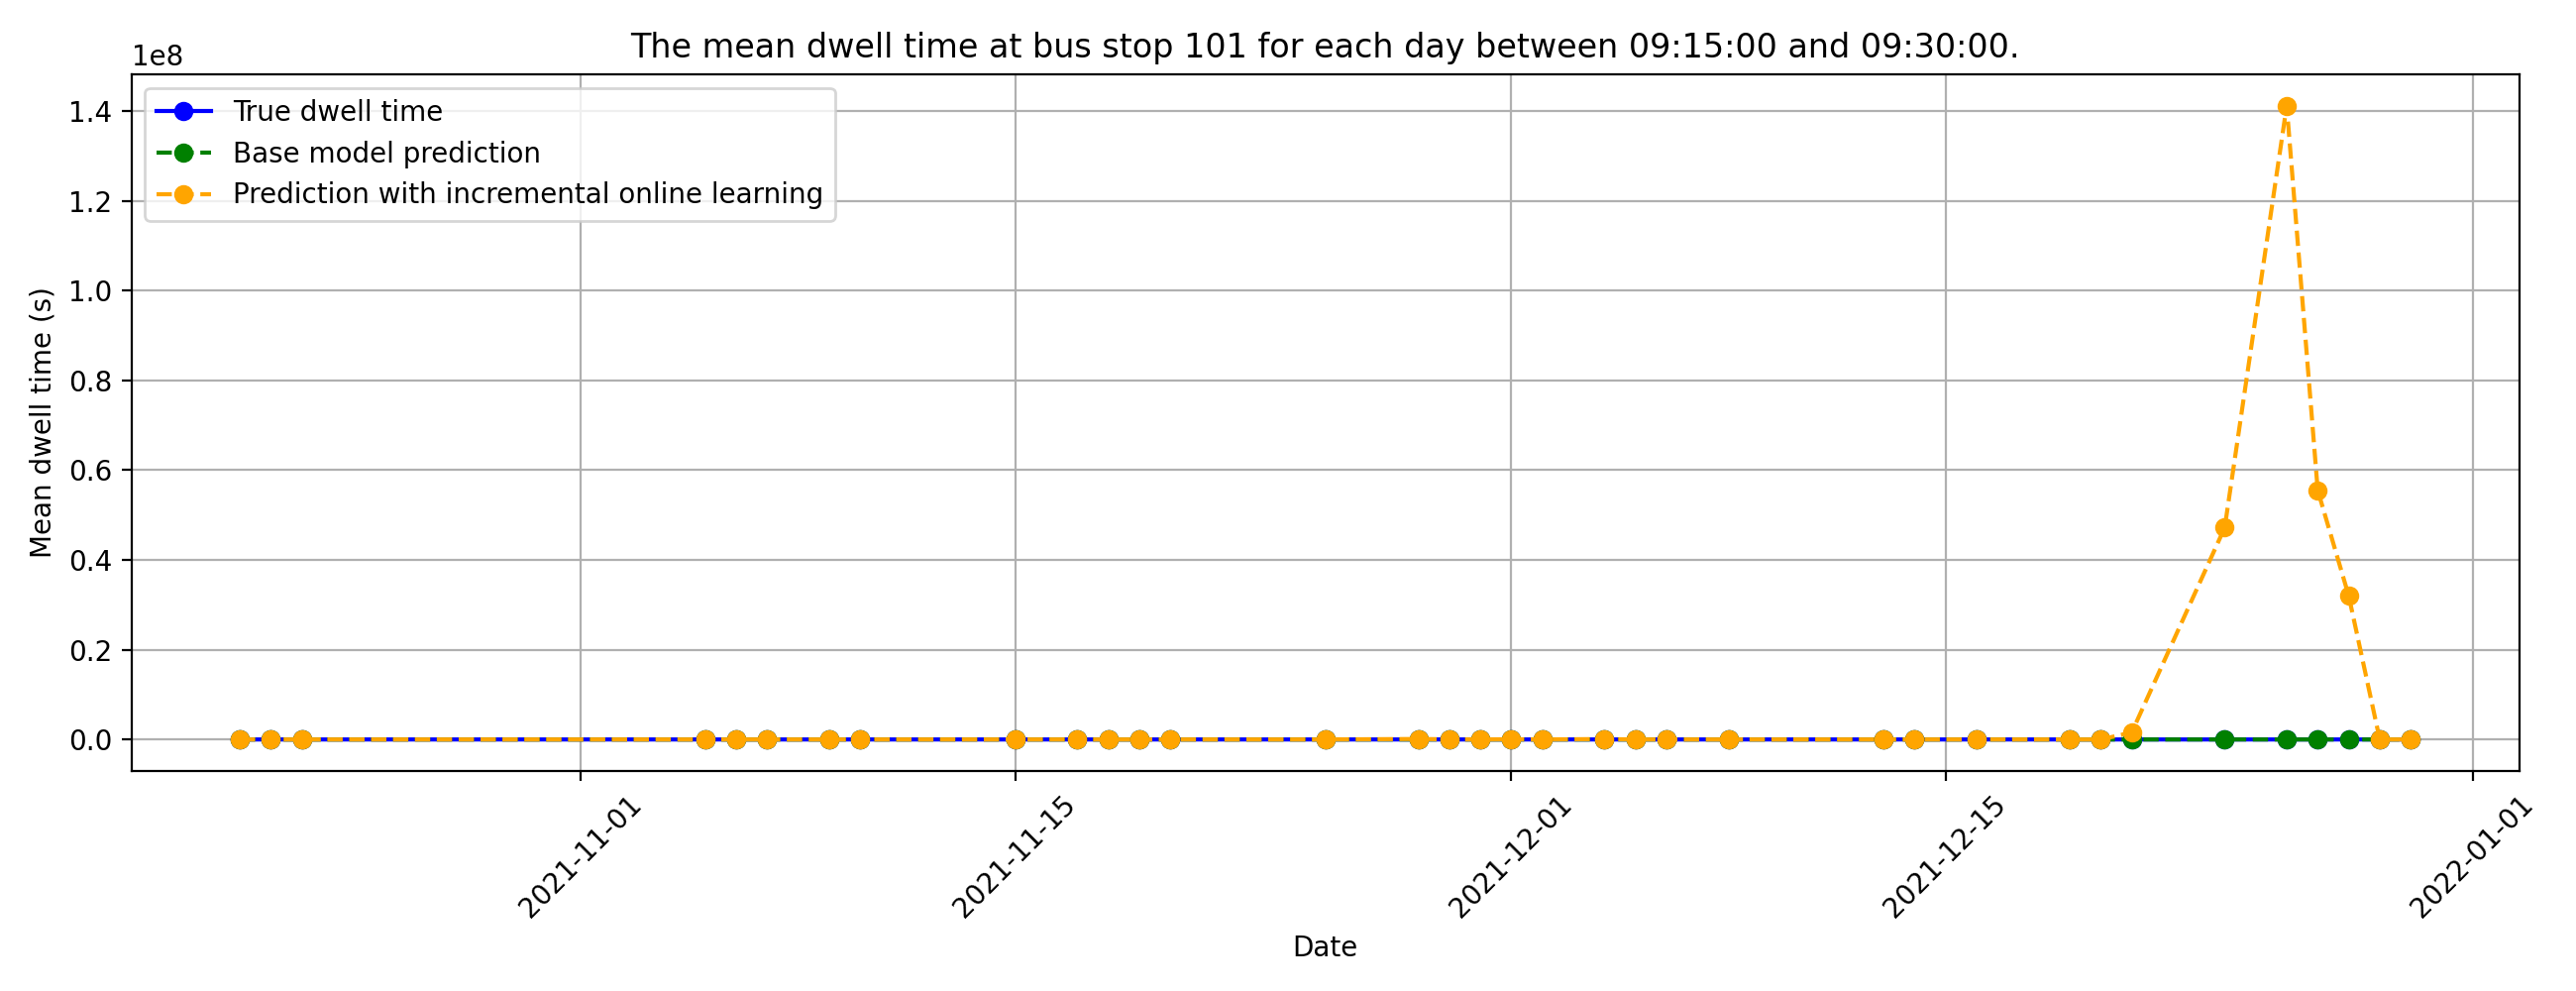 The mean dwell time at bus stop 101 for each day between 09:15:00 and 09:30:00.
1e8
1.4
1.2
1.0
0.8
0.6
0.4
0.2
0.0
Mean dwell time (s)
True dwell time
Base model prediction
Prediction with incremental online learning
2021-11-01
2021-11-15
2021-12-01
2021-12-15
2022-01-01
Date